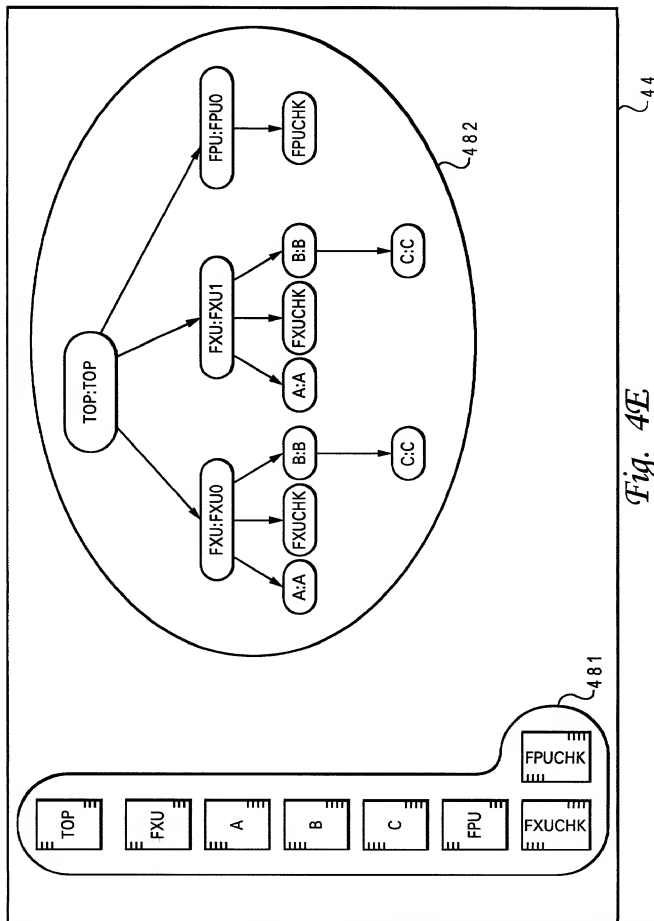 TOP
FXU
A
B
C
FPU
FXUCHK
FPUCHK
481
TOP:TOP
FXU:FXU0
FXU:FXU1
FPU:FPU0
A:A
FXUCHK
B:B
A:A
FXUCHK
B:B
FPUCHK
C:C
C:C
482
44
Fig. 4E